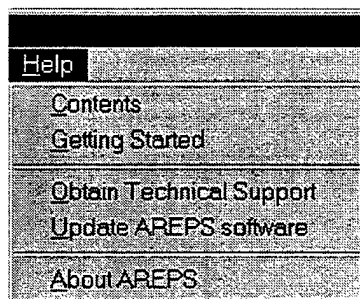 Help
Contents
Getting Started
Obtain Technical Support
Update AREPS software
About AREPS